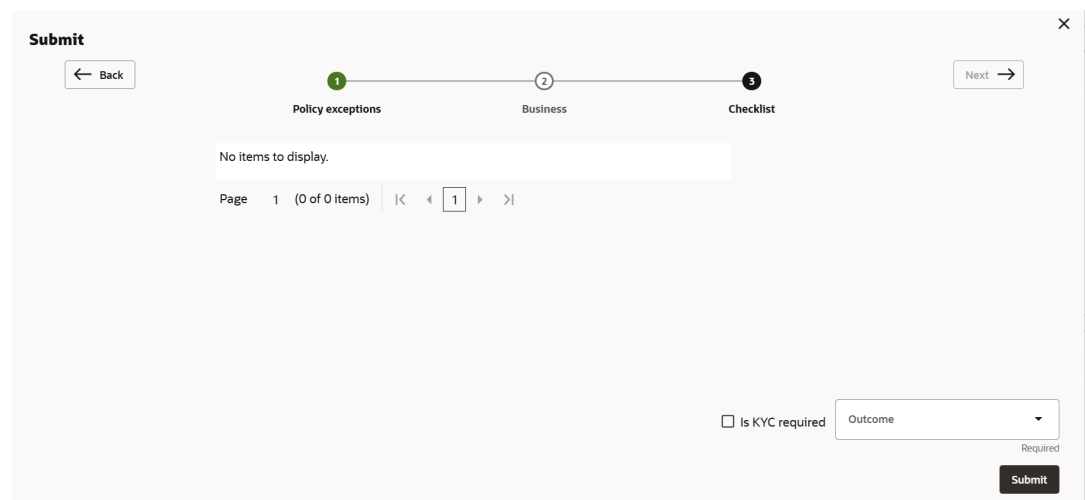 Submit
Back
Next
1
2
3
Policy exceptions
Business
Checklist
No items to display.
Page 1 (0 of 0 items) 1
Is KYC required
Outcome
Required
Submit